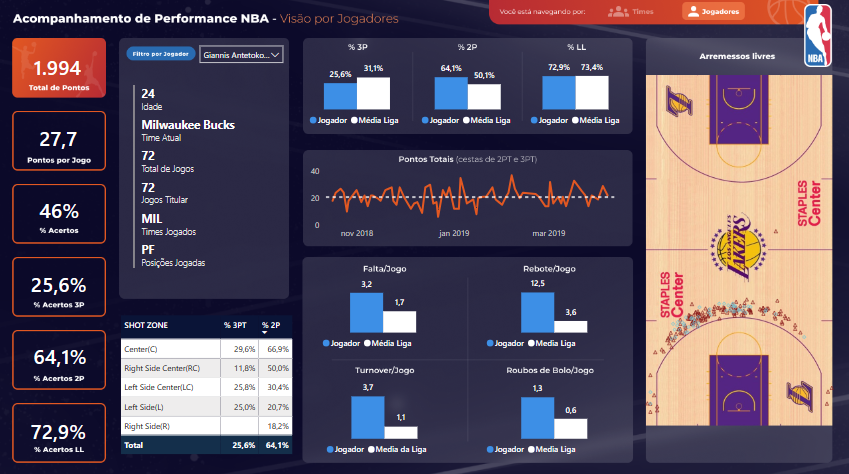 Acompanhamento de Performance NBA - Visão por Jogadores
Você está navegando por:
Times
Jogadores
NBA
1.994
Total de Pontos
27,7
Pontos por Jogo
46%
% Acertos
25,6%
% Acertos 3P
64,1%
% Acertos 2P
72,9%
% Acertos LL
Filtro por Jogador
Giannis Antetoko...
24
Idade
Milwaukee Bucks
Time Atual
72
Total de Jogos
72
Jogos Titular
MIL
Times Jogados
PF
Posições Jogadas
SHOT ZONE % 3PT % 2P
Center(C) 29,6% 66,9%
Right Side Center(RC) 11,8% 50,0%
Left Side Center(LC) 25,8% 30,4%
Left Side(L) 25,0% 20,7%
Right Side(R) 18,2%
Total 25,6% 64,1%
% 3P
25,6% 31,1%
Jogador Média Liga
% 2P
64,1% 50,1%
Jogador Média Liga
% LL
72,9% 73,4%
Jogador Média Liga
Pontos Totais (cestas de 2PT e 3PT)
40
20
0
nov 2018 jan 2019 mar 2019
Falta/Jogo
3,2 1,7
Jogador Média Liga
Rebote/Jogo
12,5 3,6
Jogador Média Liga
Turnover/Jogo
3,7 1,1
Jogador Média da Liga
Roubos de Bolo/Jogo
1,3 0,6
Jogador Média Liga
Arremessos livres
STAPLES
Center
LOS ANGELES
LAKERS
STAPLES
Center